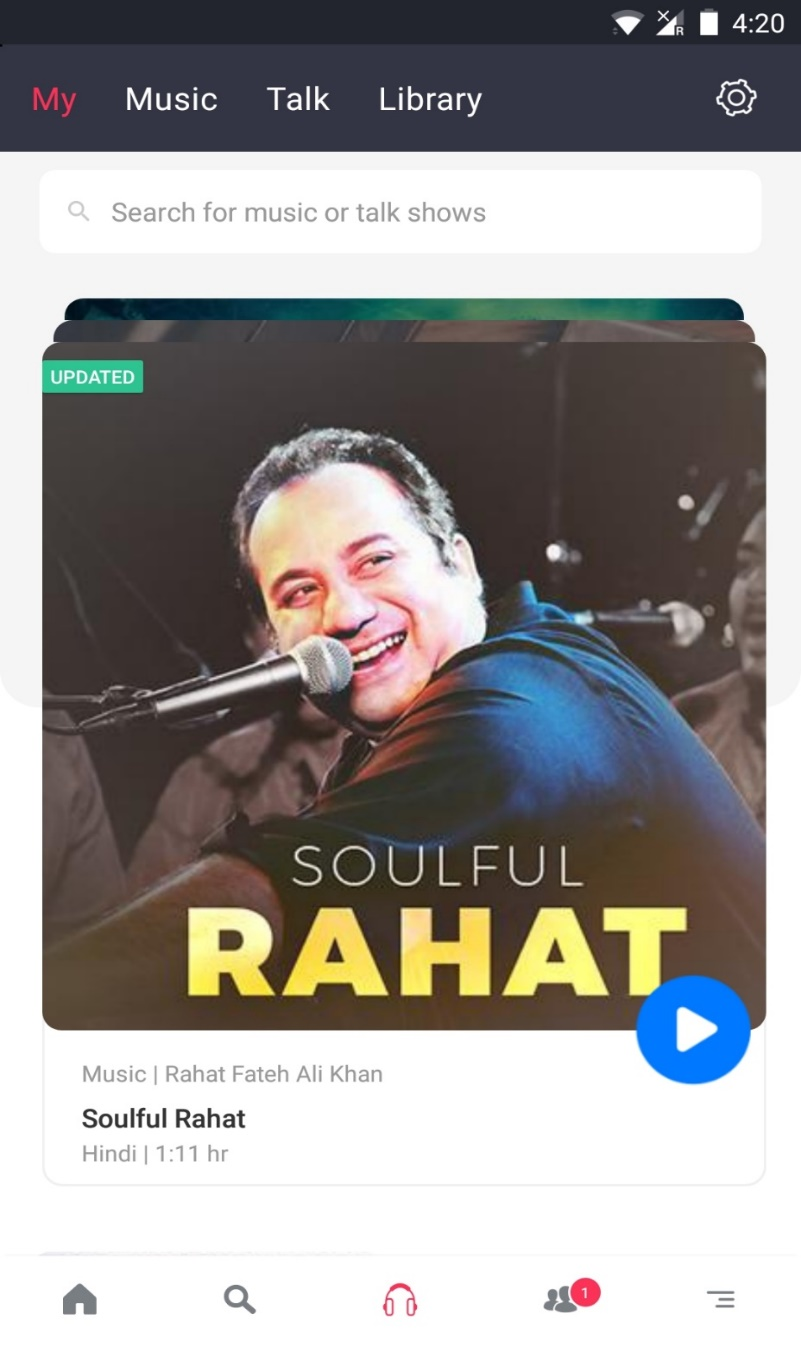 4:20
My Music Talk Library
Search for music or talk shows
UPDATED
SOULFUL
RAHAT
Music | Rahat Fateh Ali Khan
Soulful Rahat
Hindi | 1:11 hr
1